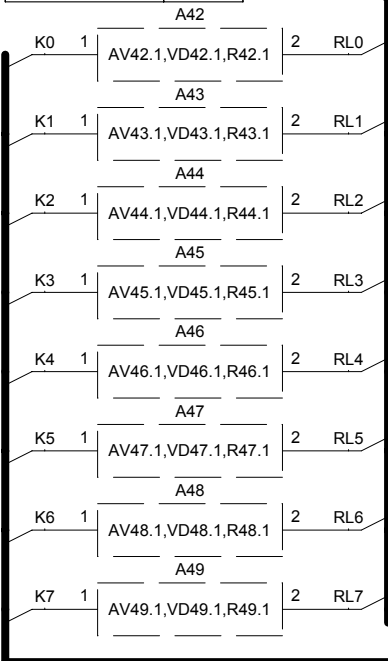 A42
K0 1 AV42.1,VD42.1,R42.1 2 RL0
A43
K1 1 AV43.1,VD43.1,R43.1 2 RL1
A44
K2 1 AV44.1,VD44.1,R44.1 2 RL2
A45
K3 1 AV45.1,VD45.1,R45.1 2 RL3
A46
K4 1 AV46.1,VD46.1,R46.1 2 RL4
A47
K5 1 AV47.1,VD47.1,R47.1 2 RL5
A48
K6 1 AV48.1,VD48.1,R48.1 2 RL6
A49
K7 1 AV49.1,VD49.1,R49.1 2 RL7